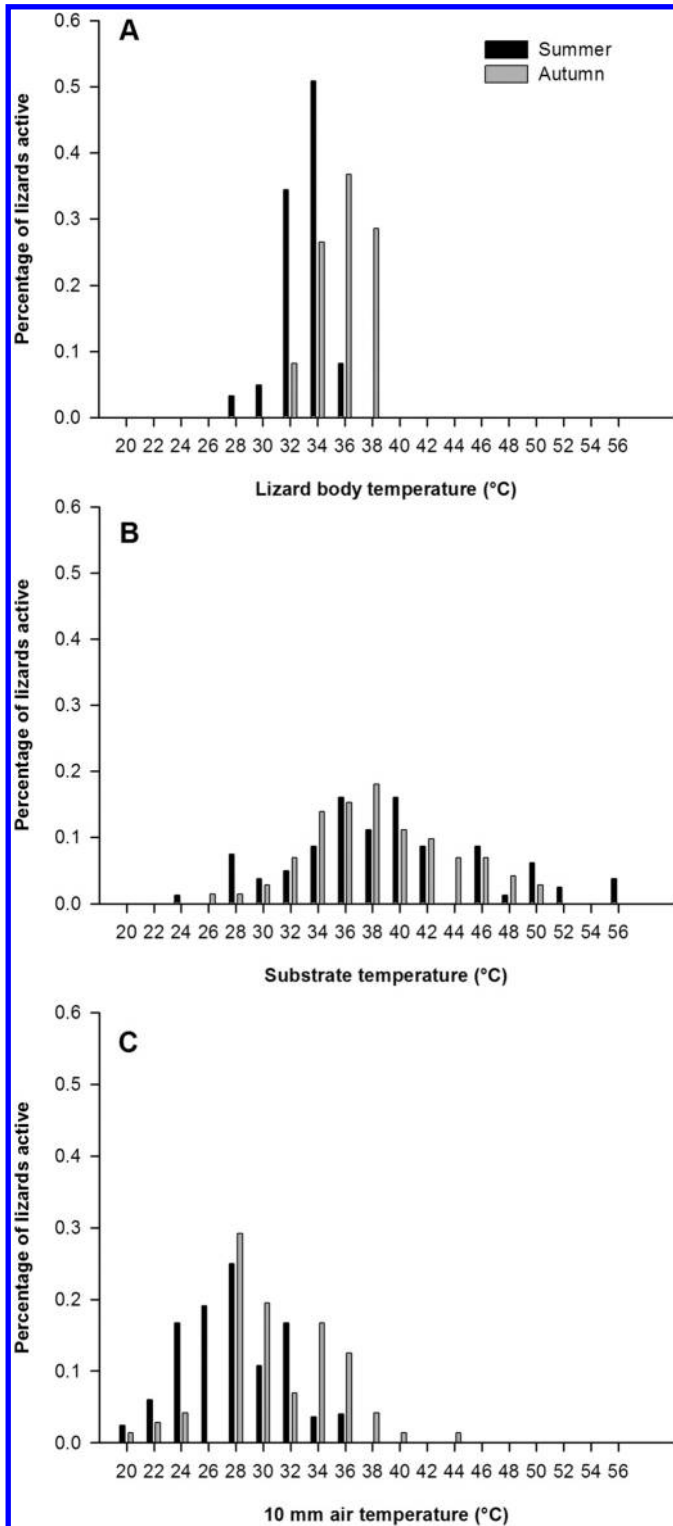 A
Summer
Autumn
Percentage of lizards active
0.6
0.5
0.4
0.3
0.2
0.1
0.0
20 22 24 26 28 30 32 34 36 38 40 42 44 46 48 50 52 54 56
Lizard body temperature (°C)
B
Percentage of lizards active
0.6
0.5
0.4
0.3
0.2
0.1
0.0
20 22 24 26 28 30 32 34 36 38 40 42 44 46 48 50 52 54 56
Substrate temperature (°C)
C
Percentage of lizards active
0.6
0.5
0.4
0.3
0.2
0.1
0.0
20 22 24 26 28 30 32 34 36 38 40 42 44 46 48 50 52 54 56
10 mm air temperature (°C)